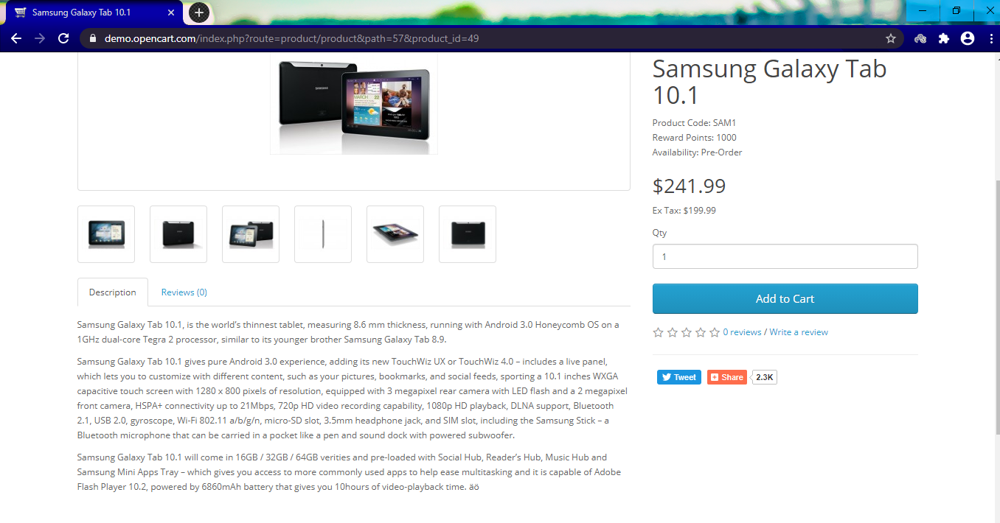 Samsung Galaxy Tab 10.1
demo.opencart.com/index.php?route=product/product&path=57&product_id=49
SAMSUNG
MARCH 22
Samsung Galaxy Tab
10.1
Product Code: SAM1
Reward Points: 1000
Availability: Pre-Order
$241.99
Ex Tax: $199.99
Qty
1
Add to Cart
0 reviews / Write a review
Tweet
Share
2.3K
Description
Reviews (0)
Samsung Galaxy Tab 10.1, is the world’s thinnest tablet, measuring 8.6 mm thickness, running with Android 3.0 Honeycomb OS on a
1GHz dual-core Tegra 2 processor, similar to its younger brother Samsung Galaxy Tab 8.9.
Samsung Galaxy Tab 10.1 gives pure Android 3.0 experience, adding its new TouchWiz UX or TouchWiz 4.0 – includes a live panel,
which lets you to customize with different content, such as your pictures, bookmarks, and social feeds, sporting a 10.1 inches WXGA
capacitive touch screen with 1280 x 800 pixels of resolution, equipped with 3 megapixel rear camera with LED flash and a 2 megapixel
front camera, HSPA+ connectivity up to 21Mbps, 720p HD video recording capability, 1080p HD playback, DLNA support, Bluetooth
2.1, USB 2.0, gyroscope, Wi-Fi 802.11 a/b/g/n, micro-SD slot, 3.5mm headphone jack, and SIM slot, including the Samsung Stick – a
Bluetooth microphone that can be carried in a pocket like a pen and sound dock with powered subwoofer.
Samsung Galaxy Tab 10.1 will come in 16GB / 32GB / 64GB verities and pre-loaded with Social Hub, Reader’s Hub, Music Hub and
Samsung Mini Apps Tray – which gives you access to more commonly used apps to help ease multitasking and it is capable of Adobe
Flash Player 10.2, powered by 6860mAh battery that gives you 10hours of video-playback time. äö